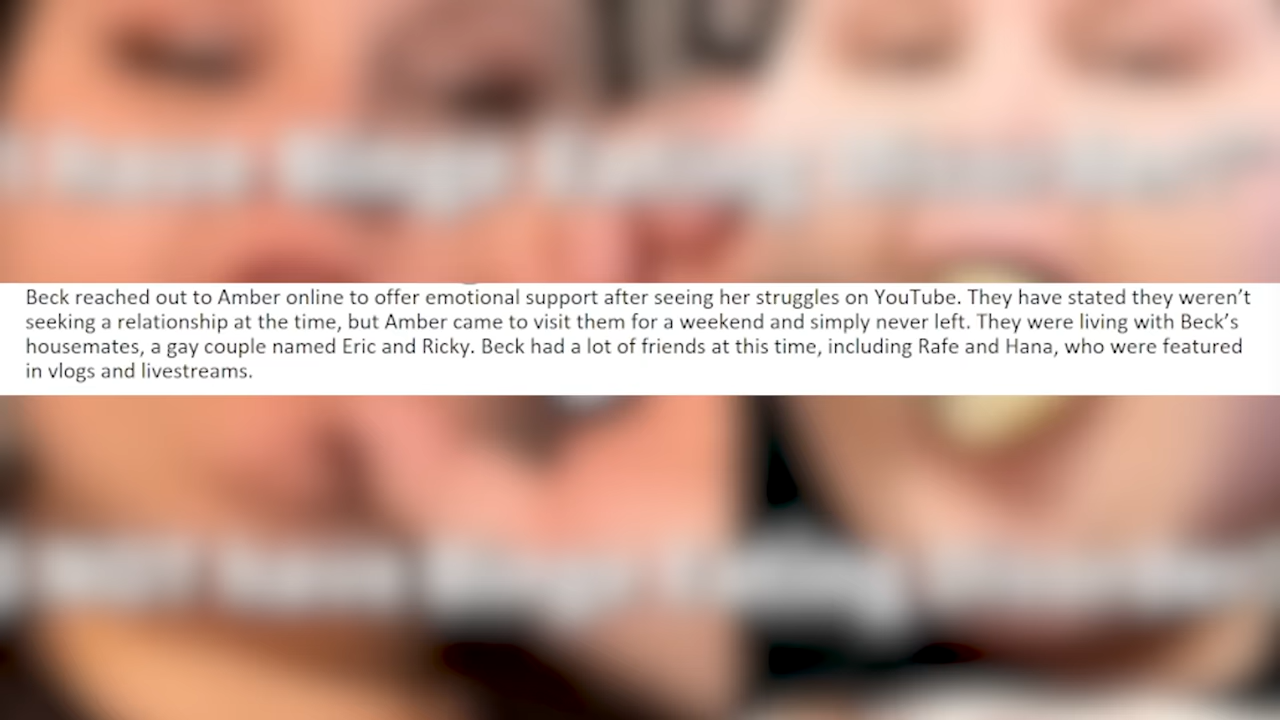 Beck reached out to Amber online to offer emotional support after seeing her struggles on YouTube. They have stated they weren't
seeking a relationship at the time, but Amber came to visit them for a weekend and simply never left. They were living with Beck's
housemates, a gay couple named Eric and Ricky. Beck had a lot of friends at this time, including Rafe and Hana, who were featured
in vlogs and livestreams.